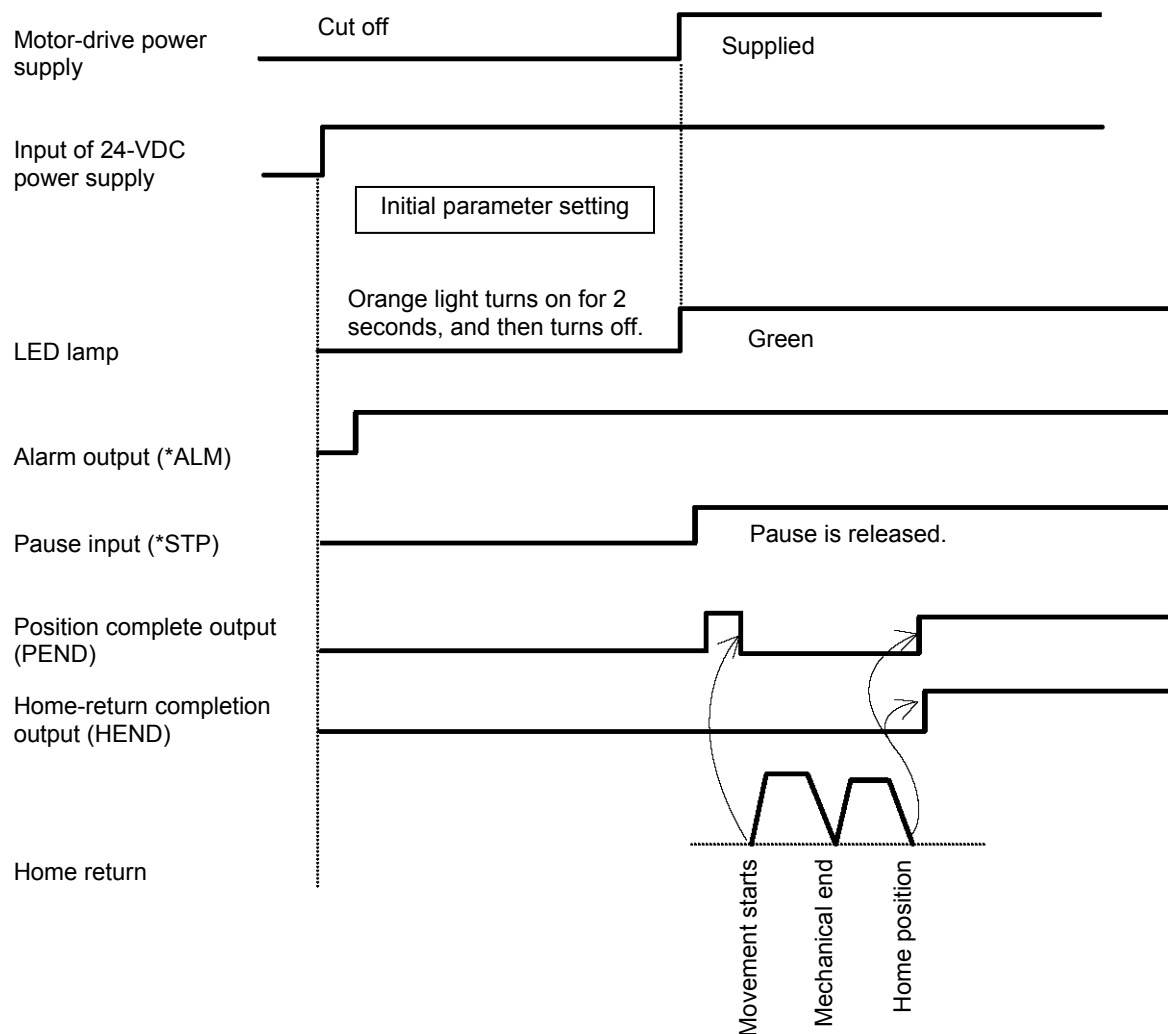 Motor-drive power
supply
Cut off
Supplied
Input of 24-VDC
power supply
Initial parameter setting
Orange light turns on for 2
seconds, and then turns off.
LED lamp
Green
Alarm output (*ALM)
Pause input (*STP)
Pause is released.
Position complete output
(PEND)
Home-return completion
output (HEND)
Home return
Movement starts
Mechanical end
Home position